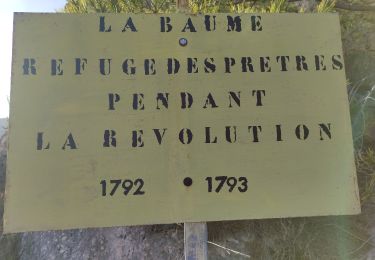 LA BAUME
REFUGE DES PRETRES
PENDANT
LA REVOLUTION
1792 1793